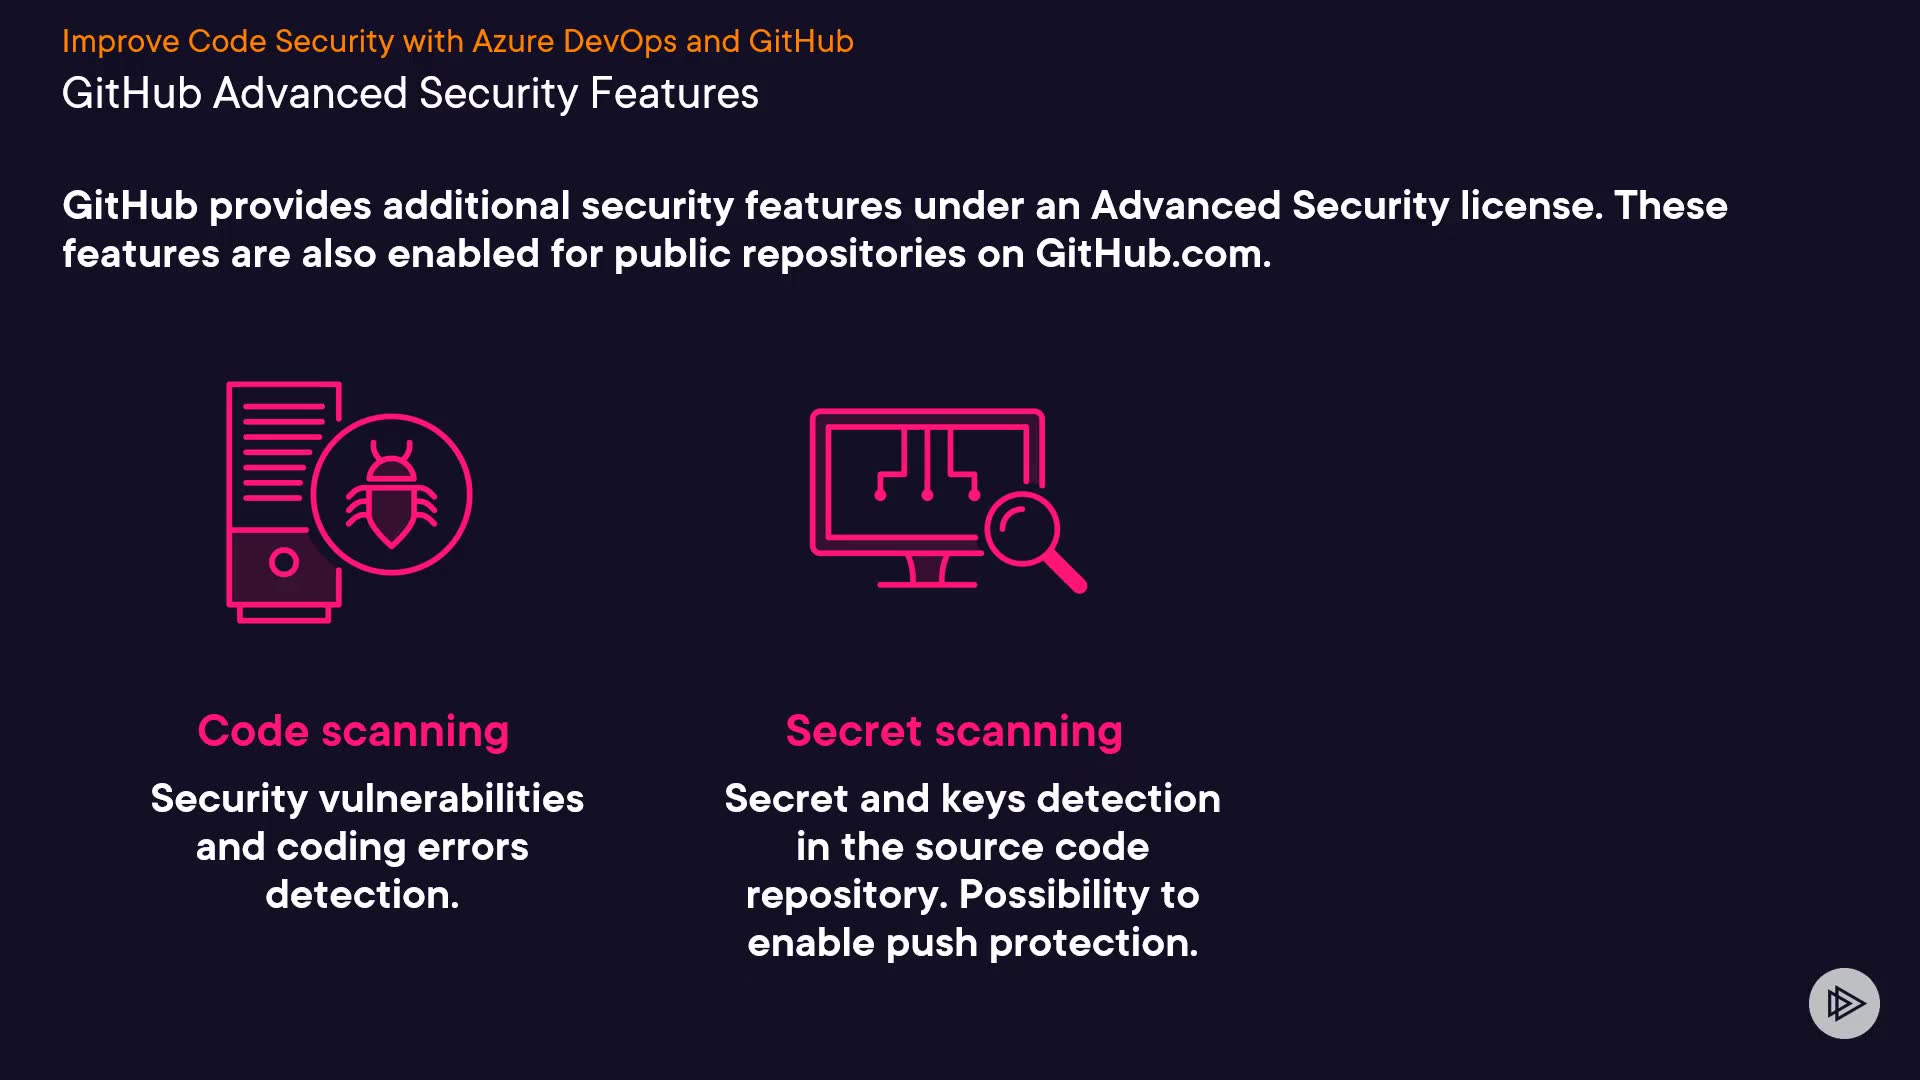 Improve Code Security with Azure DevOps and GitHub
GitHub Advanced Security Features
GitHub provides additional security features under an Advanced Security license. These
features are also enabled for public repositories on GitHub.com.
Code scanning
Security vulnerabilities
and coding errors
detection.
Secret scanning
Secret and keys detection
in the source code
repository. Possibility to
enable push protection.